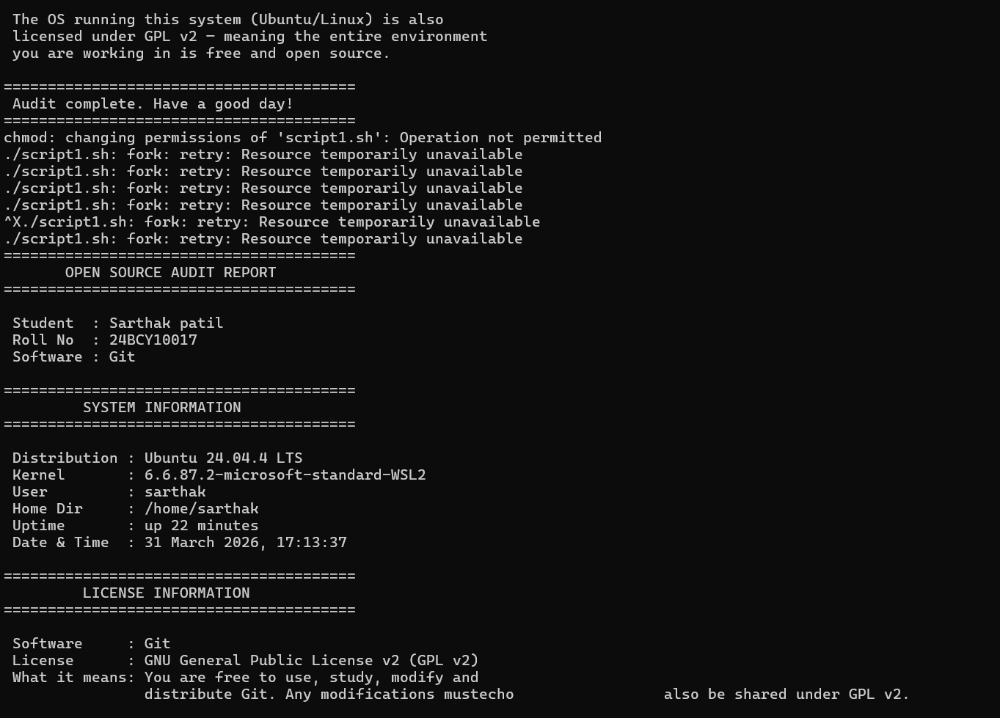 The OS running this system (Ubuntu/Linux) is also
licensed under GPL v2 — meaning the entire environment
you are working in is free and open source.
========================================
Audit complete. Have a good day!
========================================
chmod: changing permissions of 'script1.sh': Operation not permitted
./script1.sh: fork: retry: Resource temporarily unavailable
./script1.sh: fork: retry: Resource temporarily unavailable
./script1.sh: fork: retry: Resource temporarily unavailable
./script1.sh: fork: retry: Resource temporarily unavailable
^X./script1.sh: fork: retry: Resource temporarily unavailable
./script1.sh: fork: retry: Resource temporarily unavailable
========================================
OPEN SOURCE AUDIT REPORT
========================================
Student  : Sarthak patil
Roll No  : 24BCY10017
Software : Git
========================================
SYSTEM INFORMATION
========================================
Distribution : Ubuntu 24.04.4 LTS
Kernel       : 6.6.87.2-microsoft-standard-WSL2
User         : sarthak
Home Dir     : /home/sarthak
Uptime       : up 22 minutes
Date & Time  : 31 March 2026, 17:13:37
========================================
LICENSE INFORMATION
========================================
Software     : Git
License      : GNU General Public License v2 (GPL v2)
What it means: You are free to use, study, modify and
distribute Git. Any modifications mustecho                 also be shared under GPL v2.